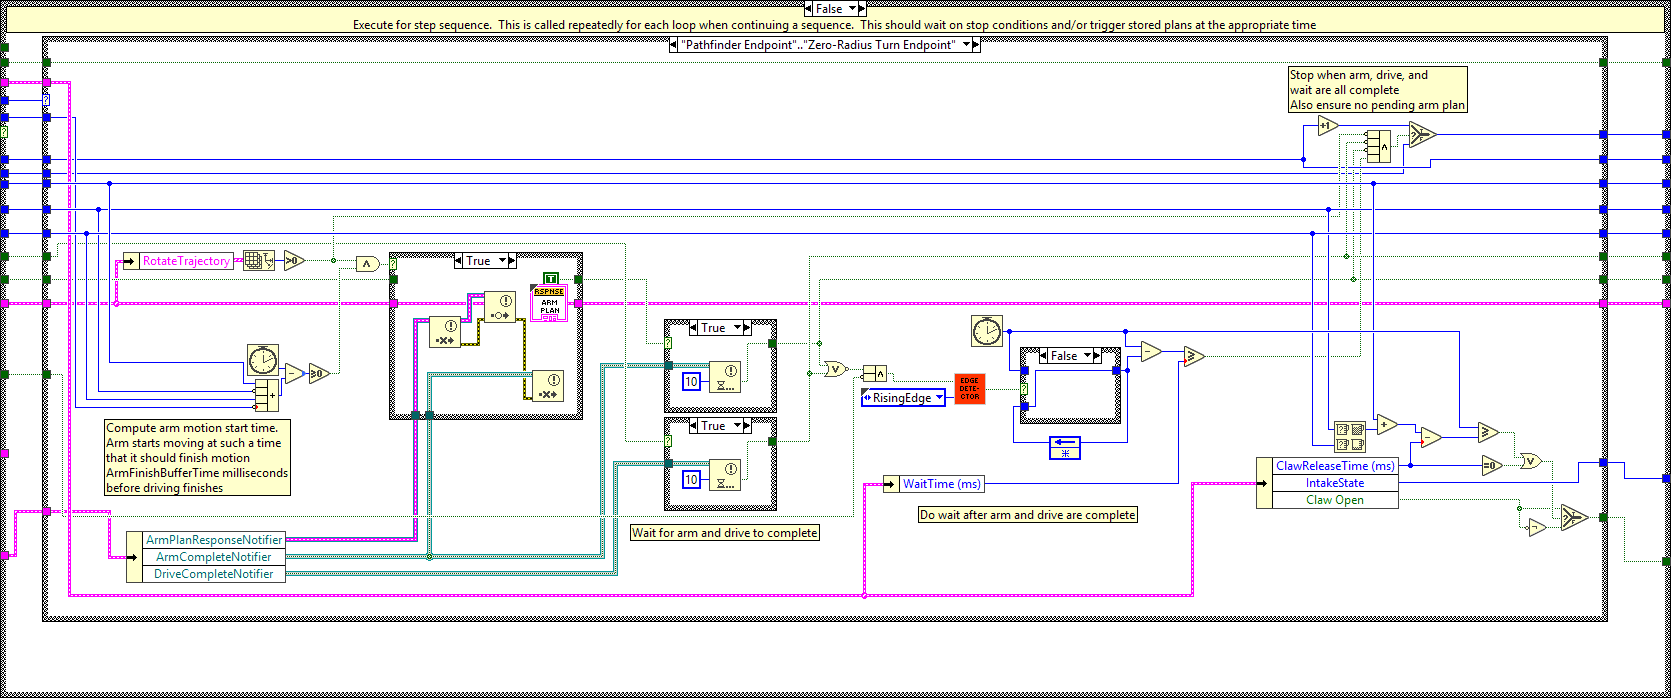 False
Execute for step sequence.  This is called repeatedly for each loop when continuing a sequence.  This should wait on stop conditions and/or trigger stored plans at the appropriate time
"Pathfinder Endpoint".."Zero-Radius Turn Endpoint"
Stop when arm, drive, and
wait are all complete
Also ensure no pending arm plan
+1
RotateTrajectory
>0
True
T
RSPNSE
ARM
PLAN
≥0
Compute arm motion start time.
Arm starts moving at such a time
that it should finish motion
ArmFinishBufferTime milliseconds
before driving finishes
True
10
True
10
Wait for arm and drive to complete
RisingEdge
EDGE
DETE-
CTOR
False
WaitTime (ms)
Do wait after arm and drive are complete
ClawReleaseTime (ms)
IntakeState
Claw Open
=0
ArmPlanResponseNotifier
ArmCompleteNotifier
DriveCompleteNotifier